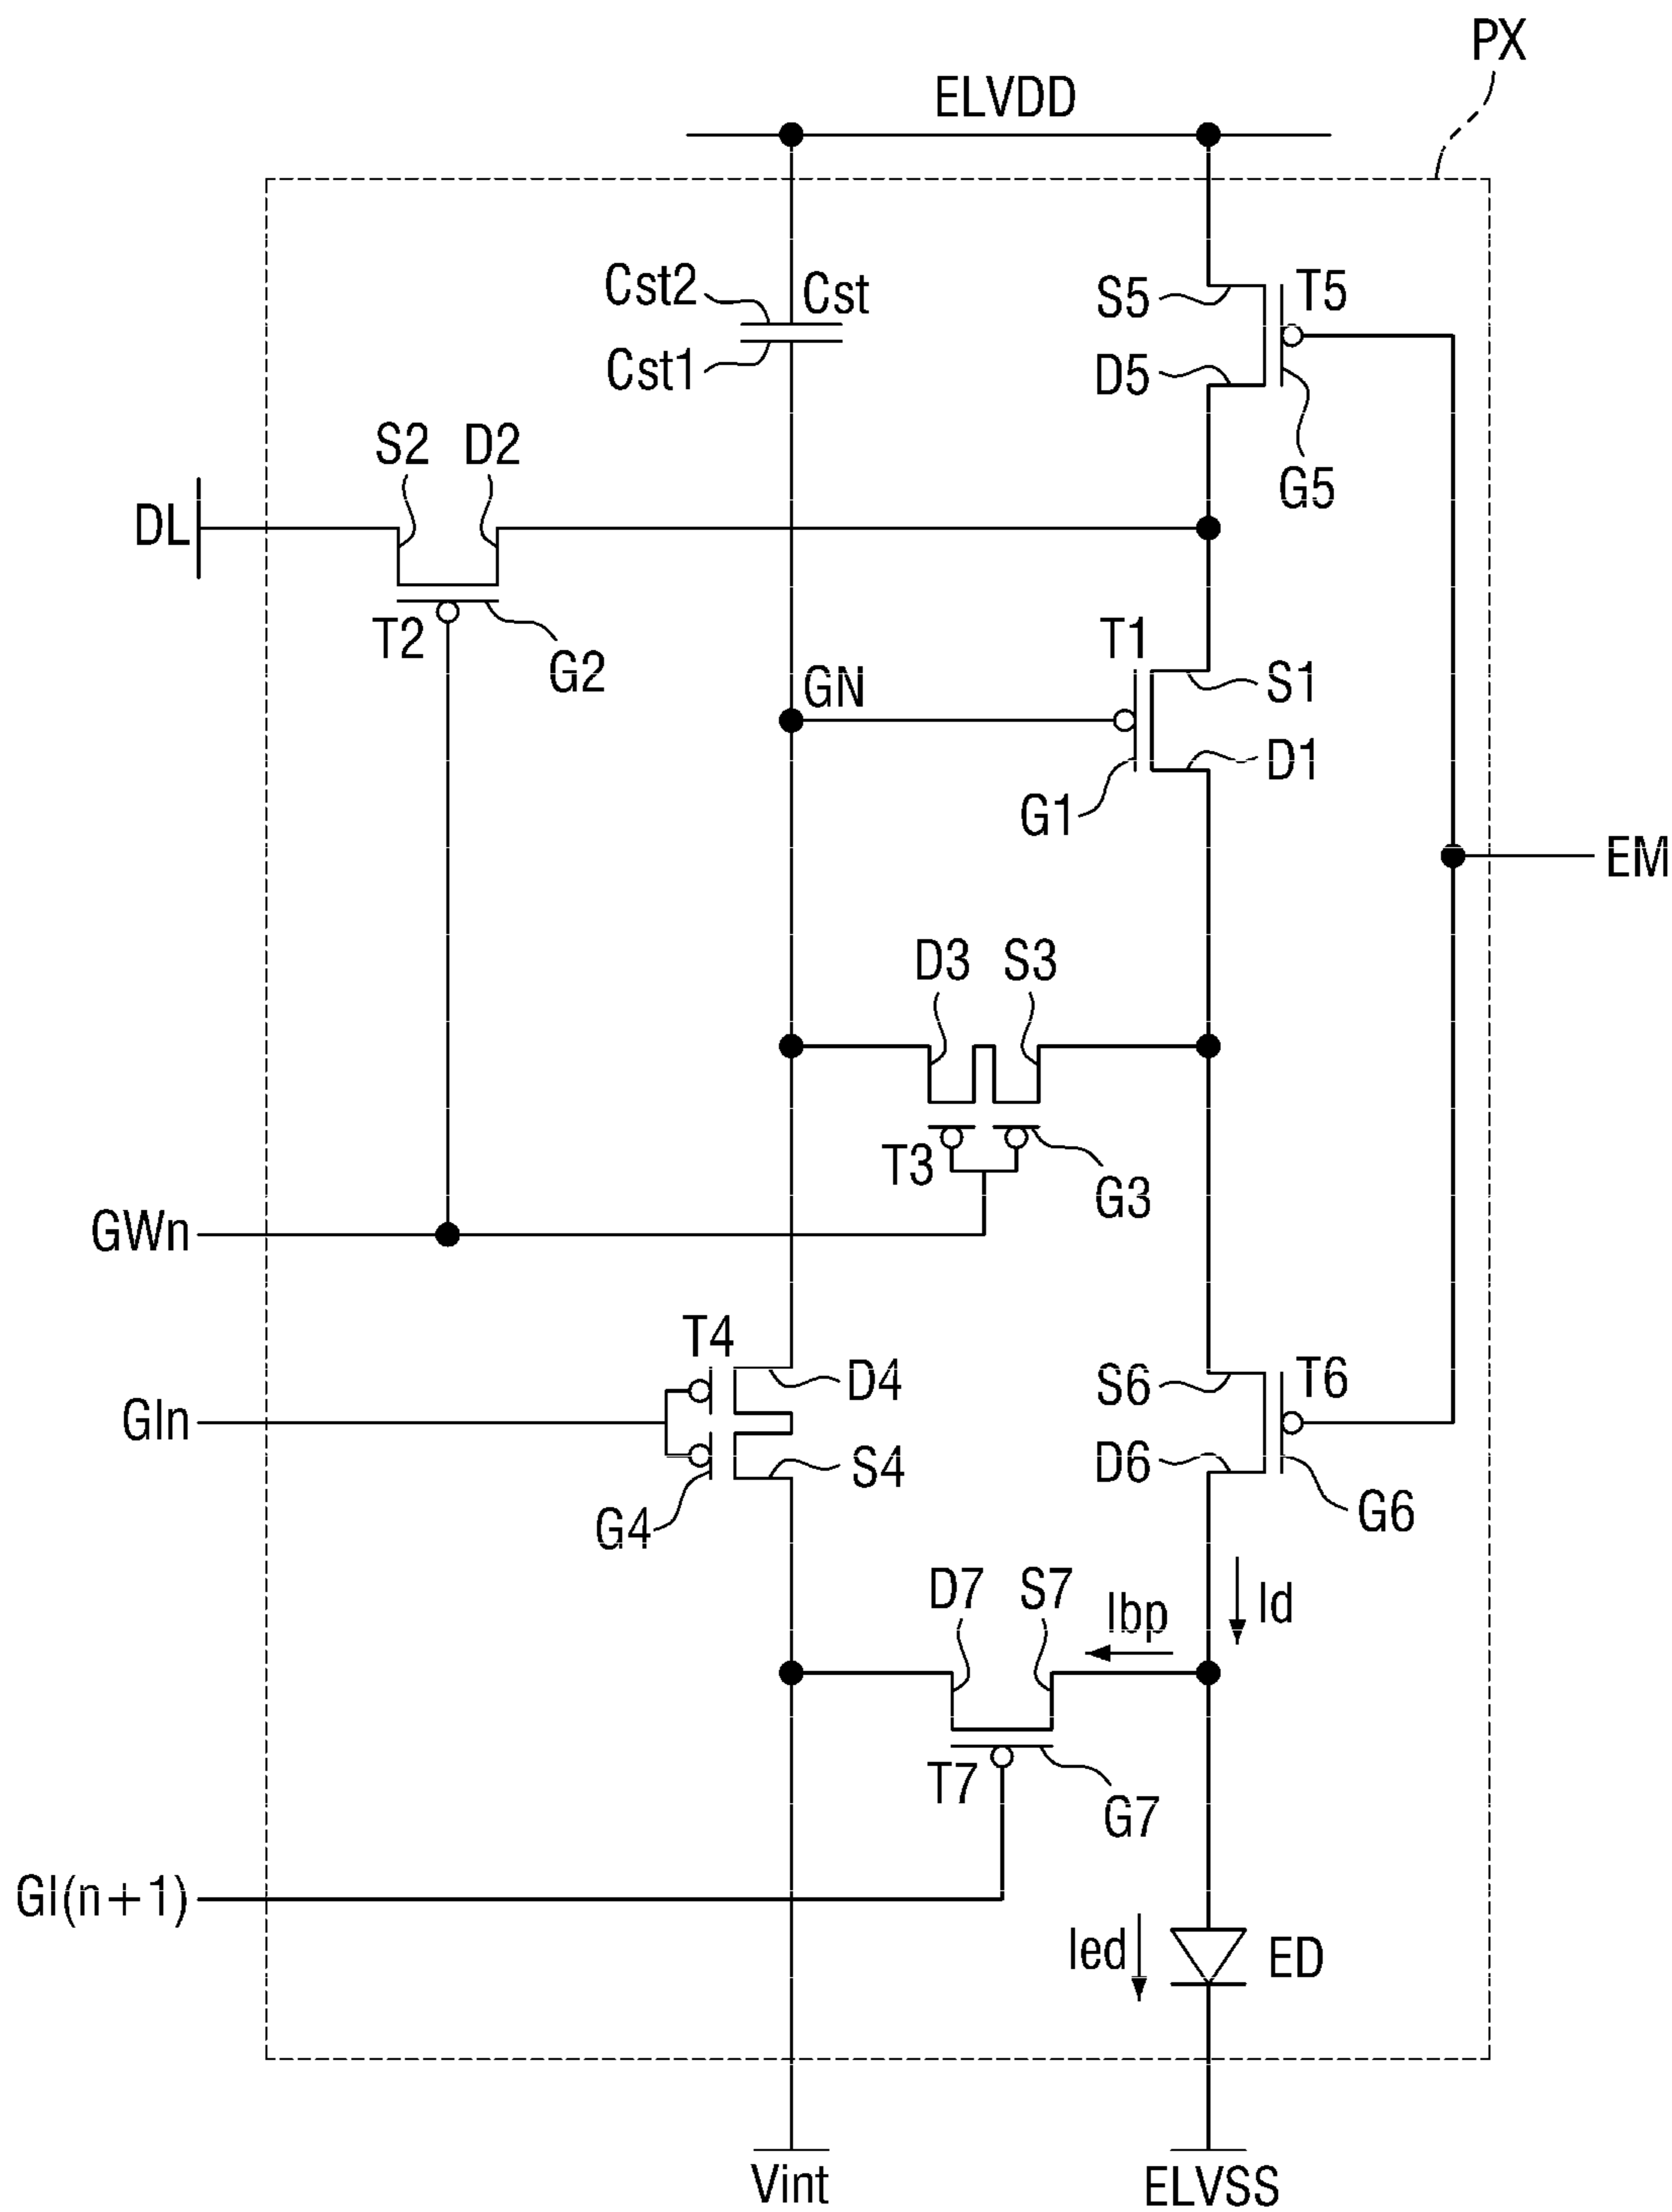 PX
ELVDD
Cst2 Cst S5 T5
Cst1 D5
S2 D2 G5
DL
T2 G2 T1
GN S1
D1
G1
EM
D3 S3
T3 G3
GWn
T4 D4 S6 T6
GIn
S4 D6
G4 G6
D7 S7 Ibp Id
T7 G7
GI(n+1)
Ied ED
Vint ELVSS